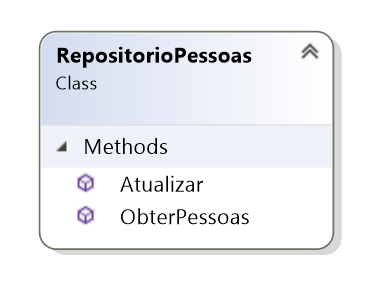 RepositorioPessoas
Class
Methods
Atualizar
ObterPessoas